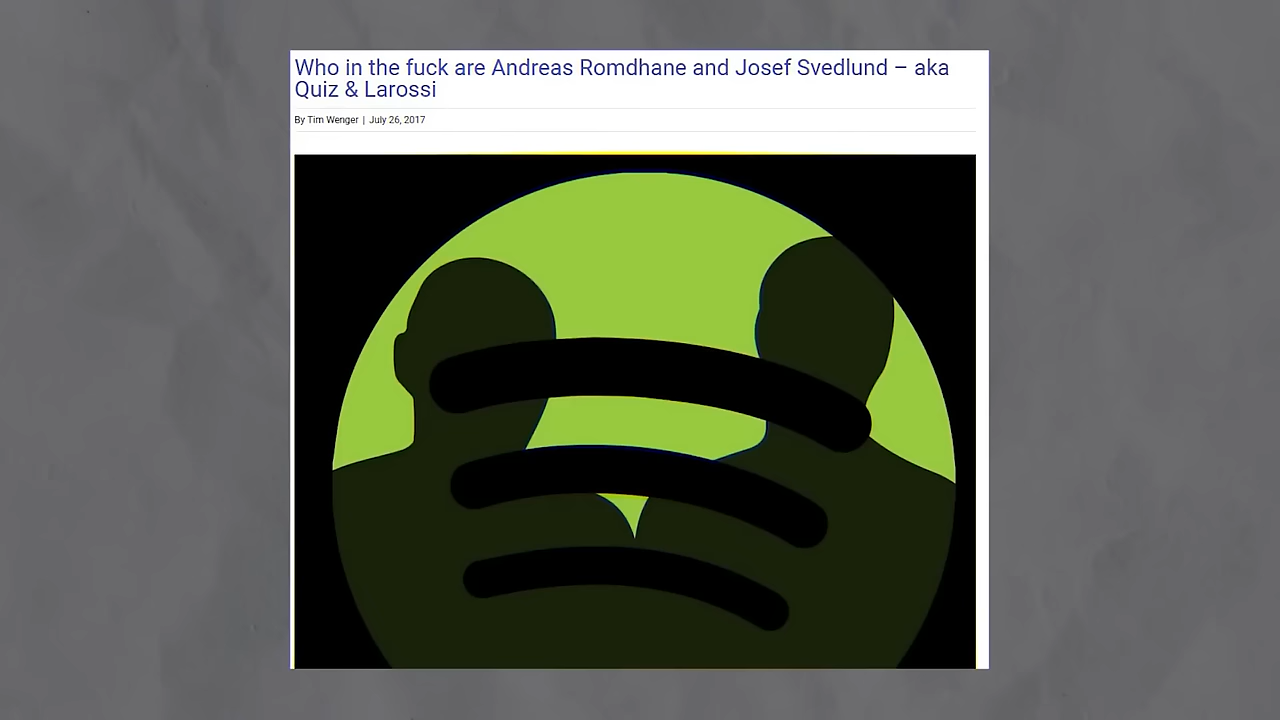 Who in the fuck are Andreas Romdhane and Josef Svedlund – aka
Quiz & Larossi
By Tim Wenger | July 26, 2017